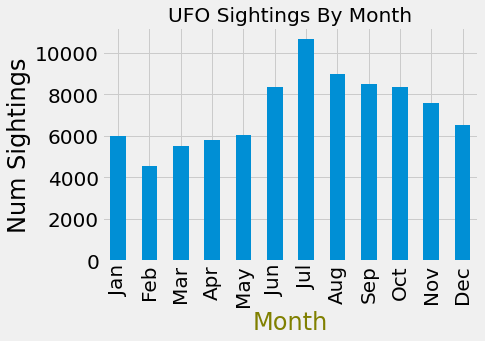 UFO Sightings By Month
Num Sightings
10000
8000
6000
4000
2000
0
Jan
Feb
Mar
Apr
May
Jun
Jul
Aug
Sep
Oct
Nov
Dec
Month